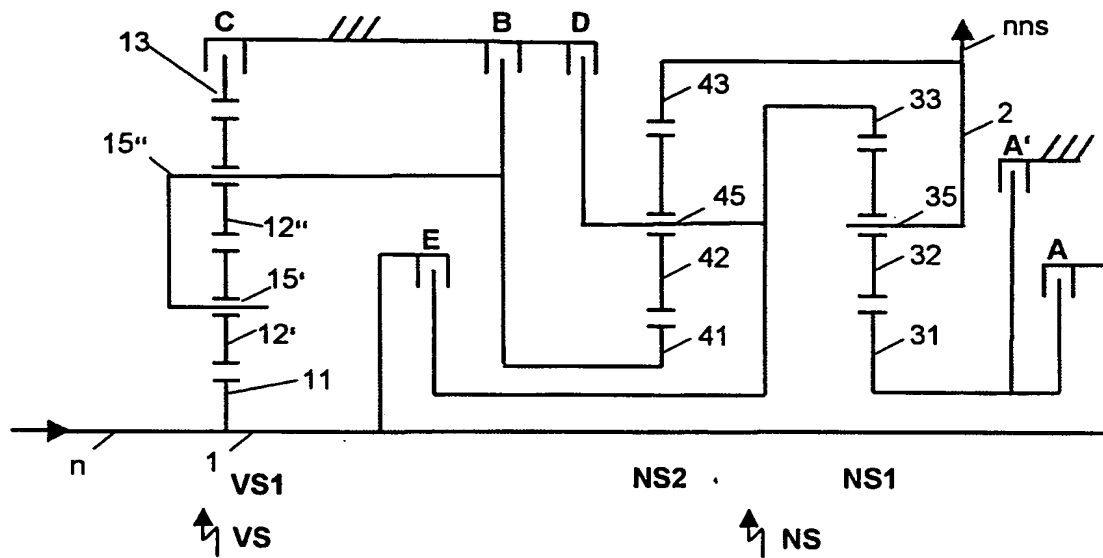 C B D nns
13 43 33 2
A‘
15“
45 35
12“ E 42 32 A
15‘
12‘ 41 31
11
n 1
VS1 NS2 NS1
VS NS